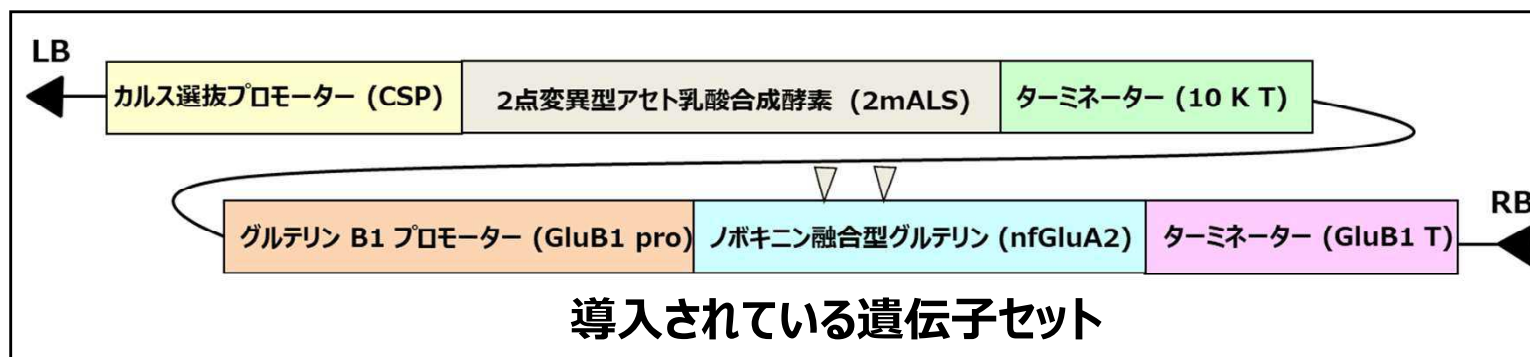 LB
カルス選抜プロモーター (CSP)
2点変異型アセト乳酸合成酵素 (2mALS)
ターミネーター (10 K T)
グルテリン B1 プロモーター (GluB1 pro)
ノボキニン融合型グルテリン (nfGluA2)
ターミネーター (GluB1 T)
RB
導入されている遺伝子セット